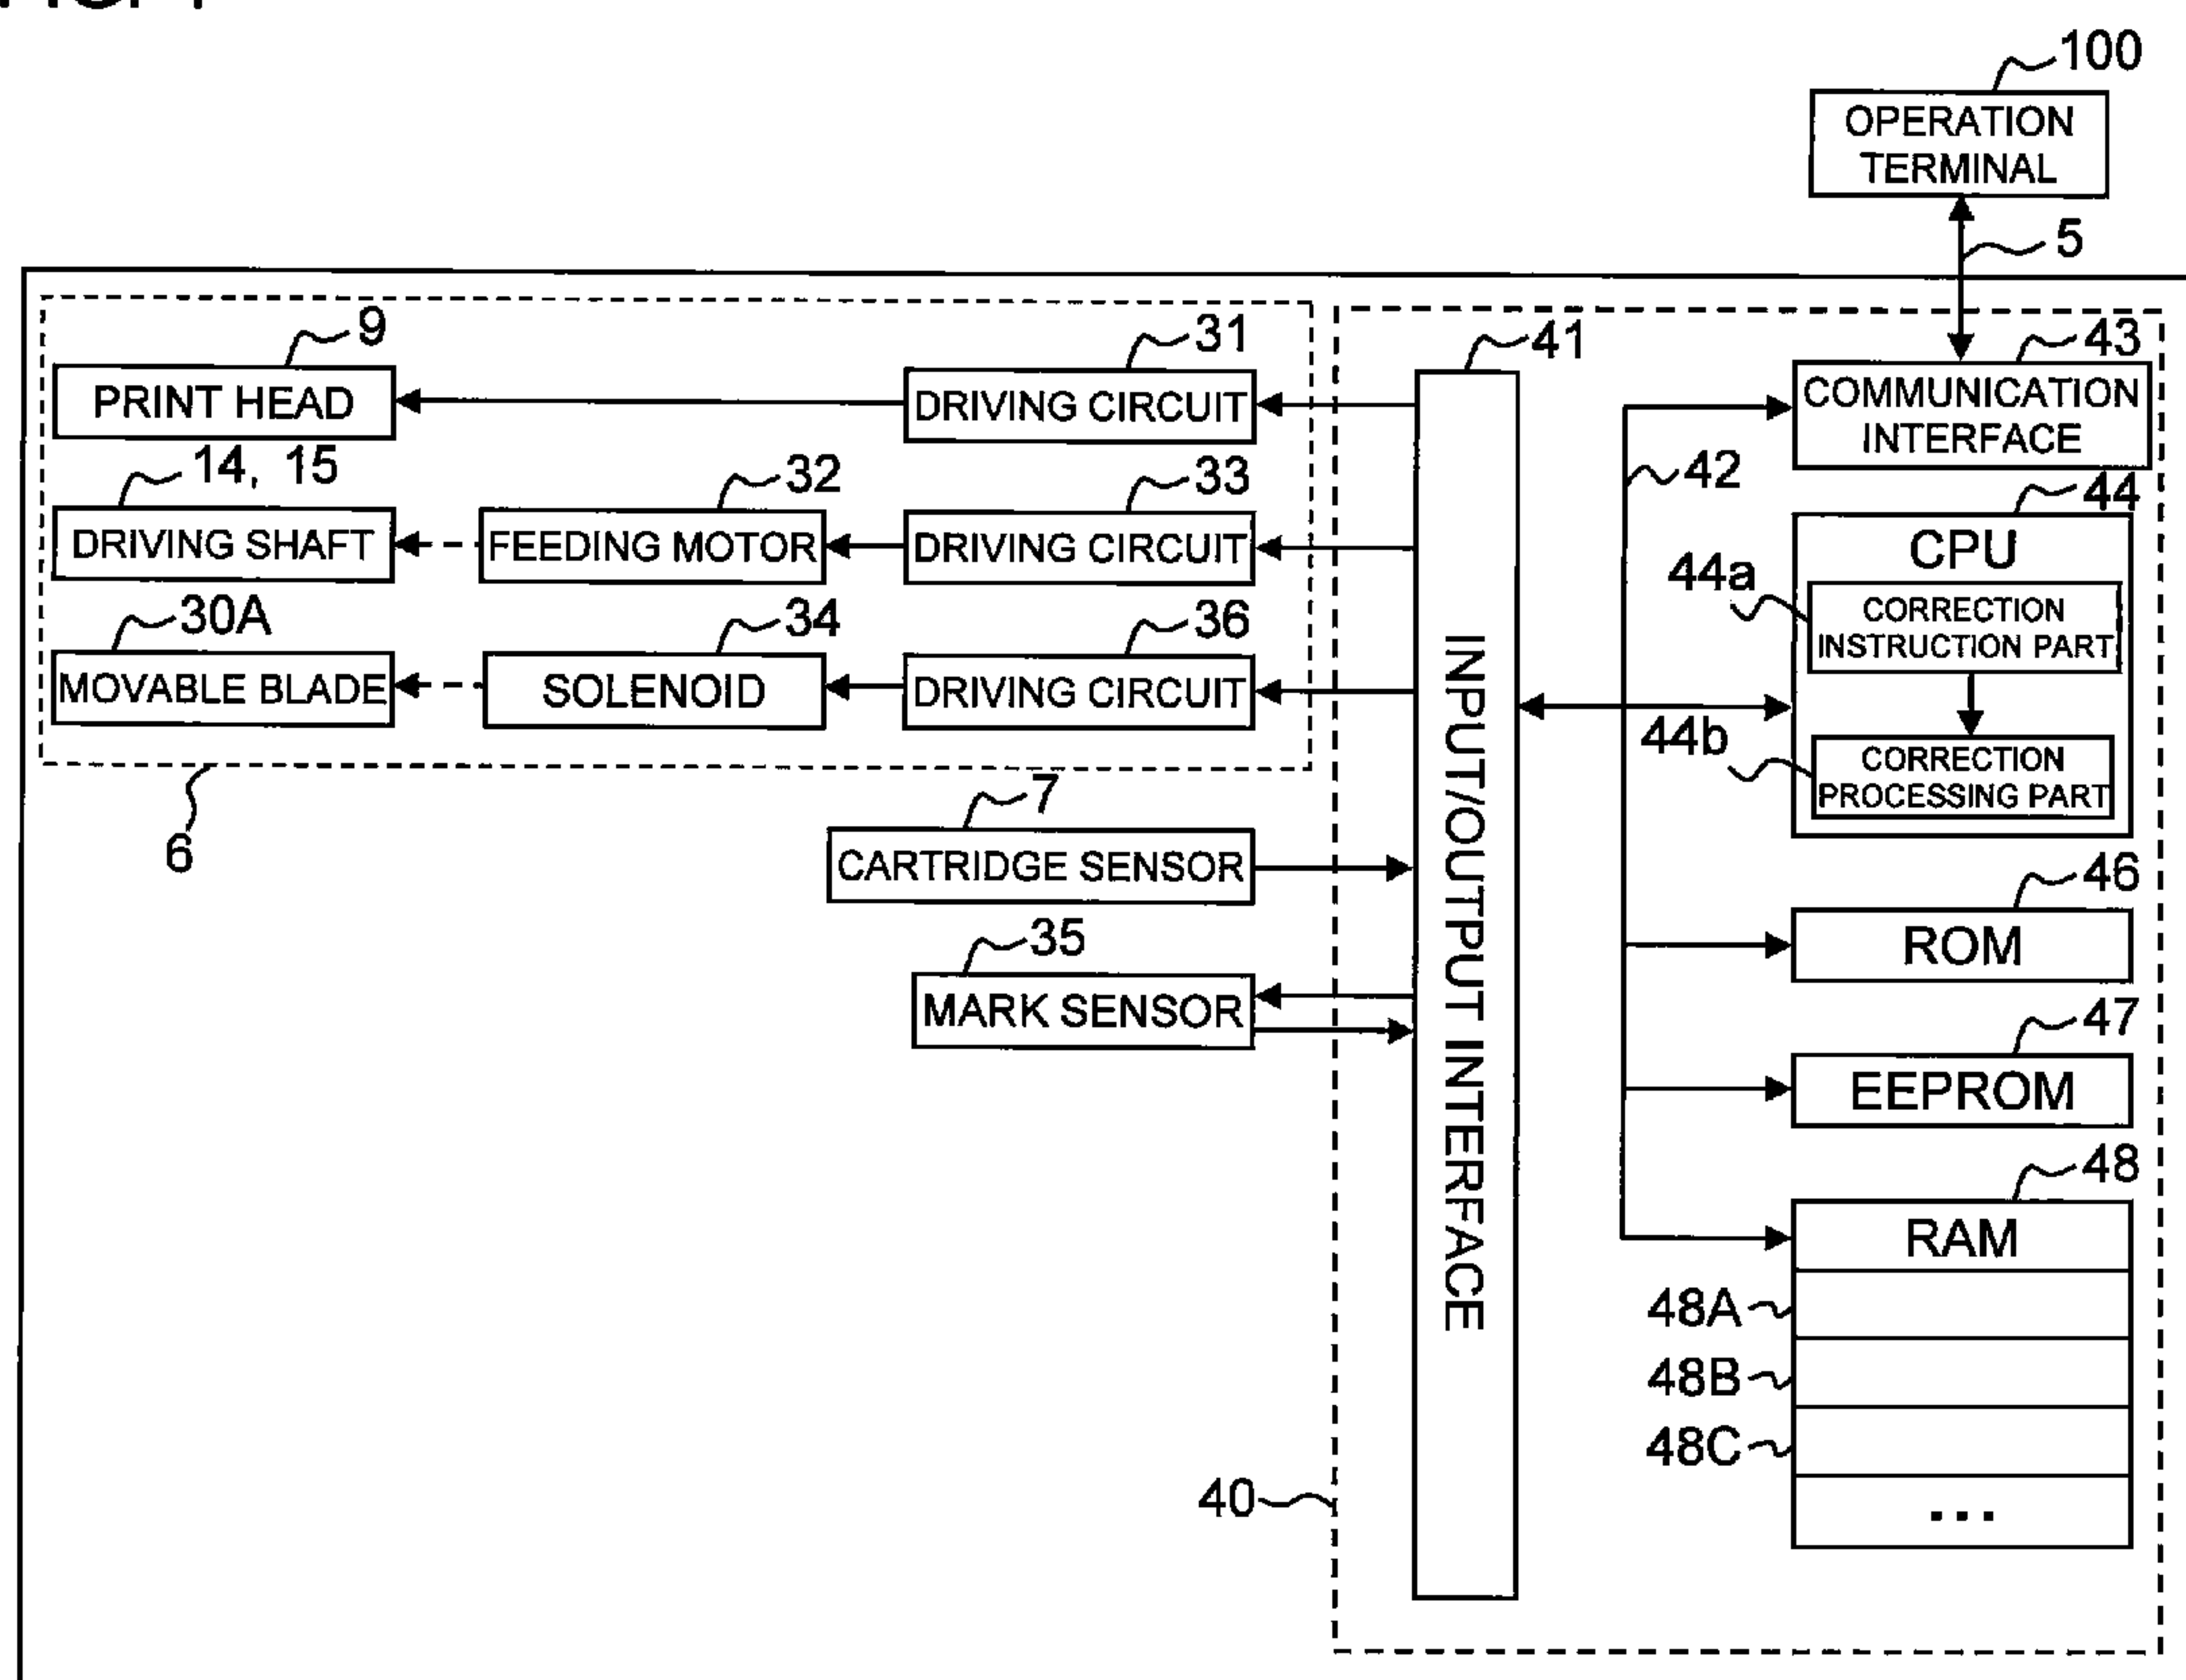 100
OPERATION
TERMINAL
5
9
31
41
43
PRINT HEAD
DRIVING CIRCUIT
COMMUNICATION
INTERFACE
14, 15
32
33
42
44
DRIVING SHAFT
FEEDING MOTOR
DRIVING CIRCUIT
CPU
44a
CORRECTION
INSTRUCTION PART
30A
34
36
MOVABLE BLADE
SOLENOID
DRIVING CIRCUIT
44b
CORRECTION
PROCESSING PART
6
7
CARTRIDGE SENSOR
INPUT/OUTPUT INTERFACE
46
ROM
35
MARK SENSOR
47
EEPROM
48
RAM
48A
48B
48C
40
...